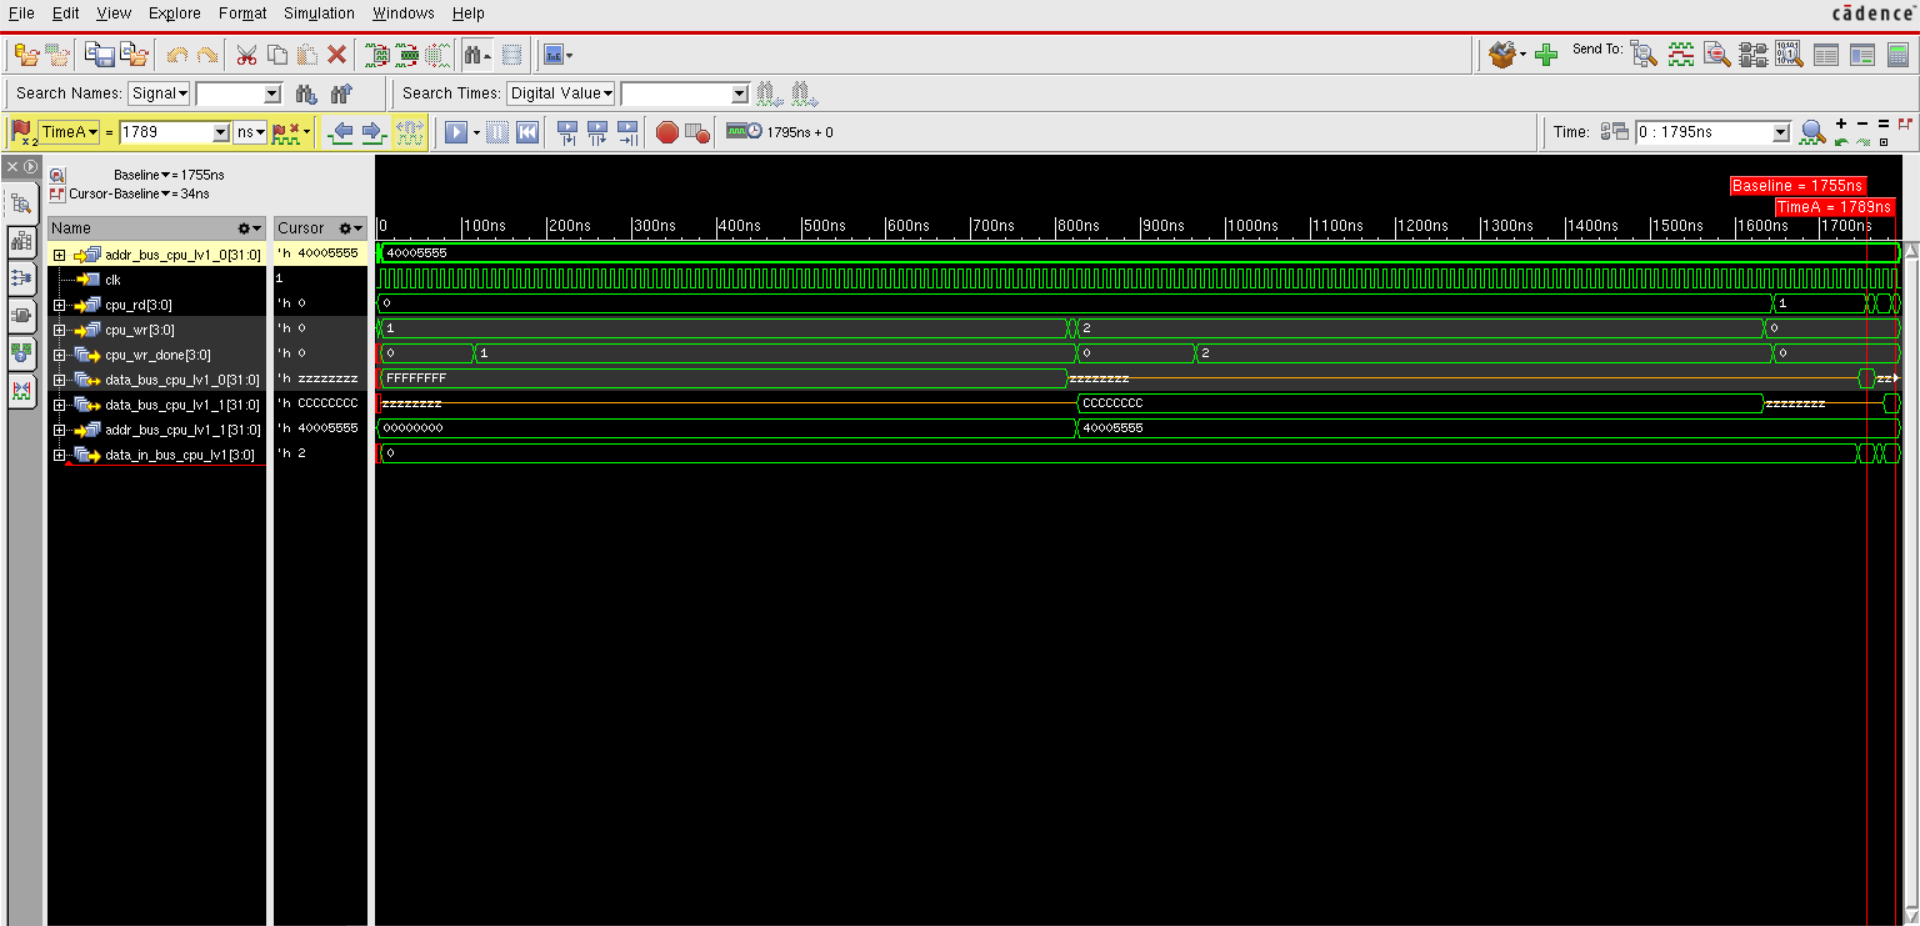 File Edit View Explore Format Simulation Windows Help
cādence
Send To:
Search Names: Signal
Search Times: Digital Value
x2 TimeA = 1789 ns
1795ns + 0
Time: 0 : 1795ns
Baseline = 1755ns
Cursor-Baseline = 34ns
Baseline = 1755ns
TimeA = 1789ns
Name Cursor
0 100ns 200ns 300ns 400ns 500ns 600ns 700ns 800ns 900ns 1000ns 1100ns 1200ns 1300ns 1400ns 1500ns 1600ns 1700ns
addr_bus_cpu_lv1_0[31:0] 'h 40005555 40005555
clk 1
cpu_rd[3:0] 'h 0 0 1
cpu_wr[3:0] 'h 0 1 2 0
cpu_wr_done[3:0] 'h 0 0 1 0 2 0
data_bus_cpu_lv1_0[31:0] 'h zzzzzzzz FFFFFFFF zzzzzzzz zz
data_bus_cpu_lv1_1[31:0] 'h CCCCCCCC zzzzzzzz CCCCCCCC zzzzzzzz
addr_bus_cpu_lv1_1[31:0] 'h 40005555 00000000 40005555
data_in_bus_cpu_lv1[3:0] 'h 2 0